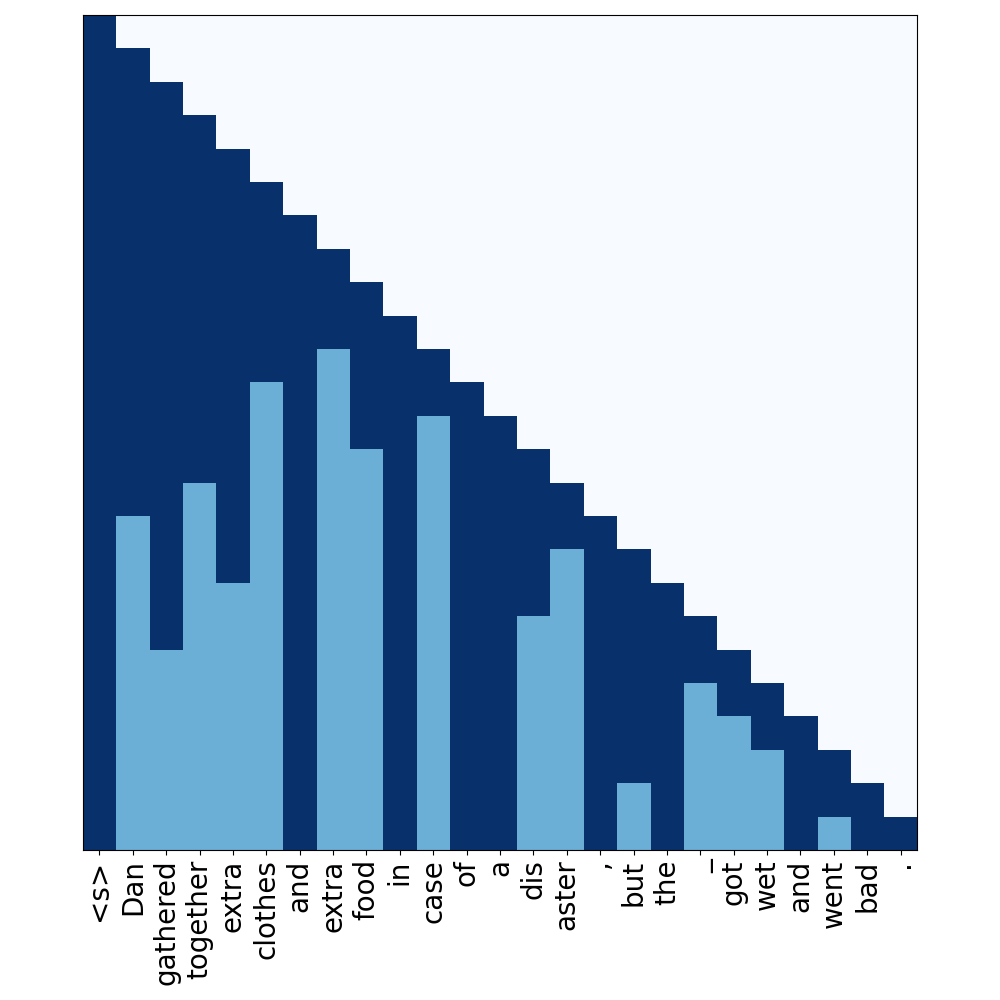 <s>
Dan
gathered
together
extra
clothes
and
extra
food
in
case
of
a
dis
aster
,
but
the
_
got
wet
and
went
bad
.